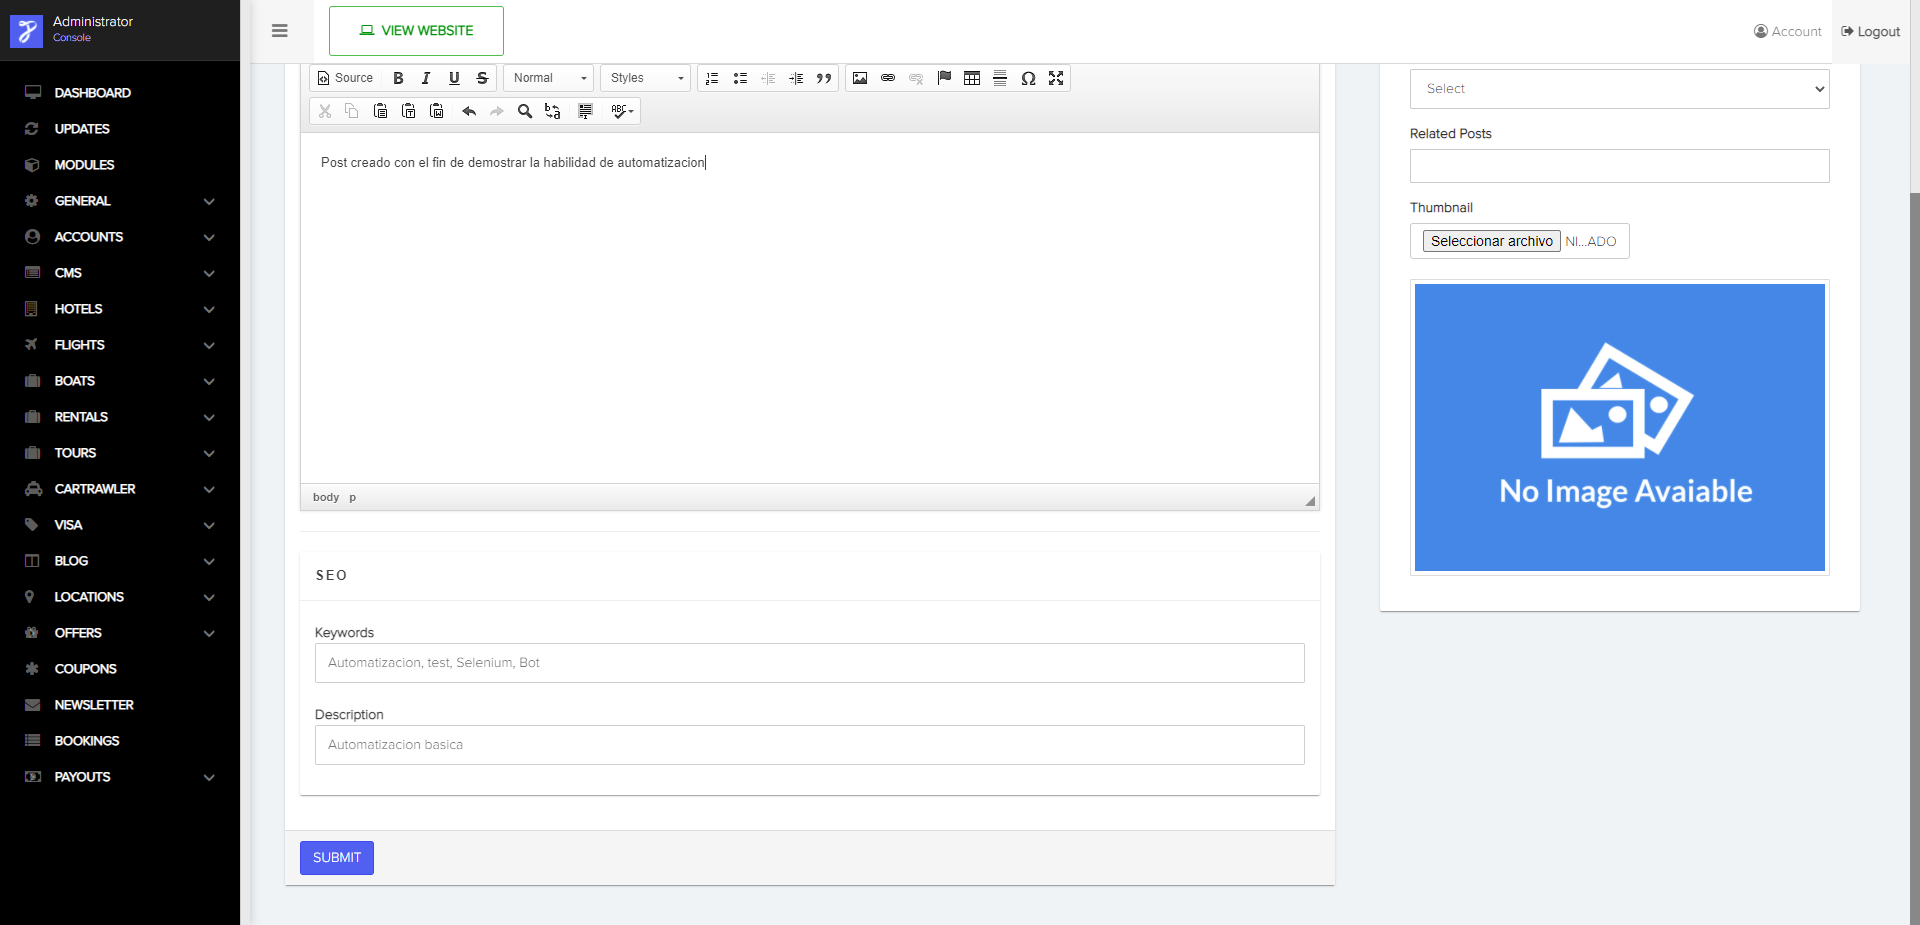 Administrator
Console
VIEW WEBSITE
Account
Logout
DASHBOARD
UPDATES
MODULES
GENERAL
ACCOUNTS
CMS
HOTELS
FLIGHTS
BOATS
RENTALS
TOURS
CARTRAWLER
VISA
BLOG
LOCATIONS
OFFERS
COUPONS
NEWSLETTER
BOOKINGS
PAYOUTS
Source B I U S Normal Styles
ABC
Post creado con el fin de demostrar la habilidad de automatizacion
body p
SEO
Keywords
Automatizacion, test, Selenium, Bot
Description
Automatizacion basica
SUBMIT
Select
Related Posts
Thumbnail
Seleccionar archivo NI...ADO
No Image Avaiable